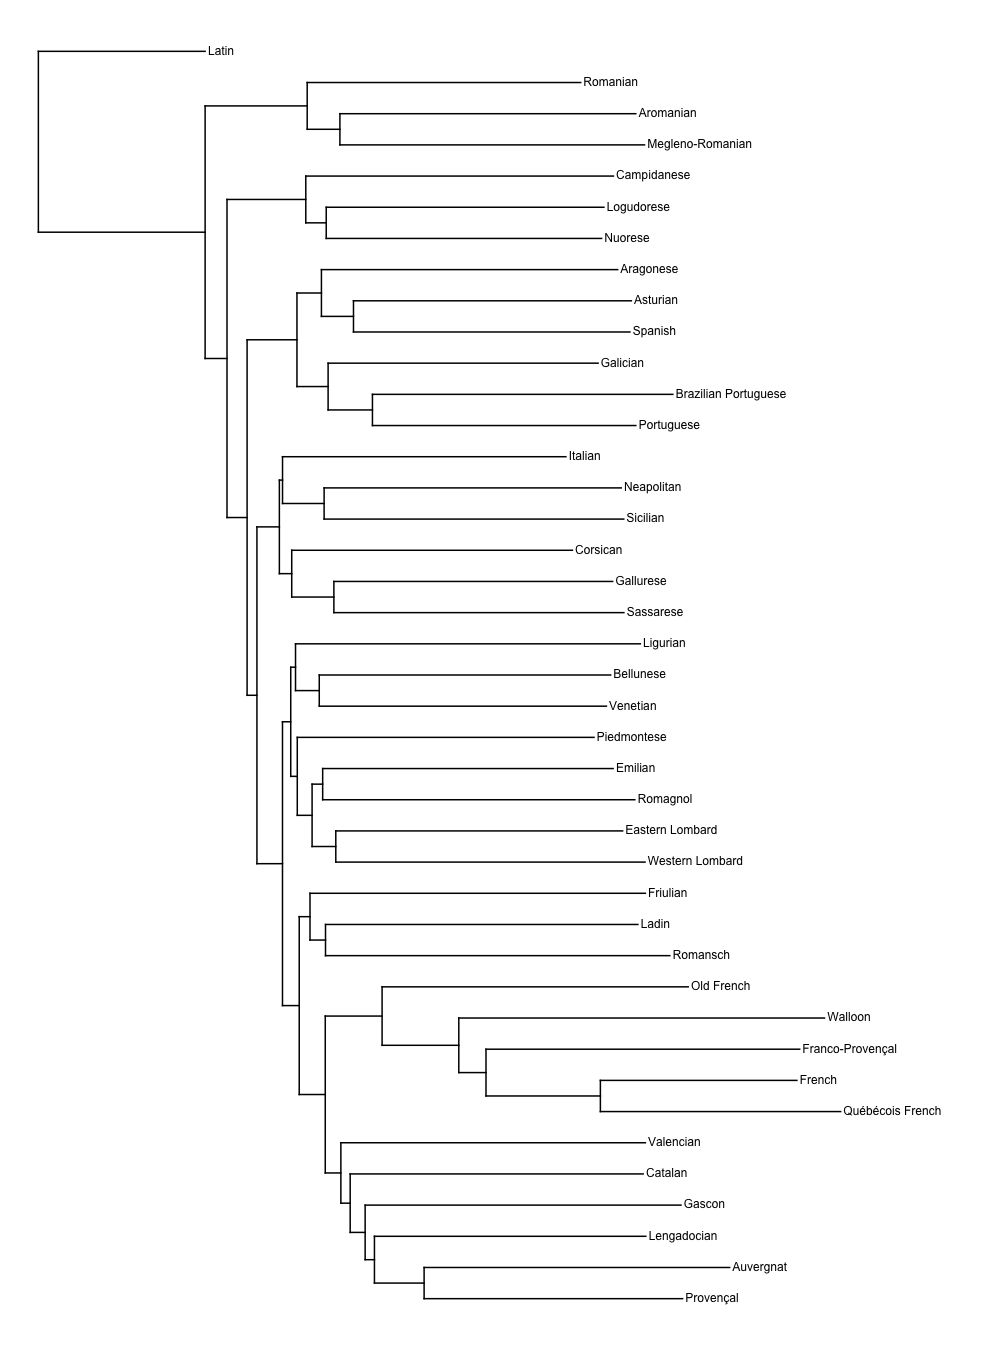 Latin
Romanian
Aromanian
Megleno-Romanian
Campidanese
Logudorese
Nuorese
Aragonese
Asturian
Spanish
Galician
Brazilian Portuguese
Portuguese
Italian
Neapolitan
Sicilian
Corsican
Gallurese
Sassarese
Ligurian
Bellunese
Venetian
Piedmontese
Emilian
Romagnol
Eastern Lombard
Western Lombard
Friulian
Ladin
Romansch
Old French
Walloon
Franco-Provençal
French
Québécois French
Valencian
Catalan
Gascon
Lengadocian
Auvergnat
Provençal